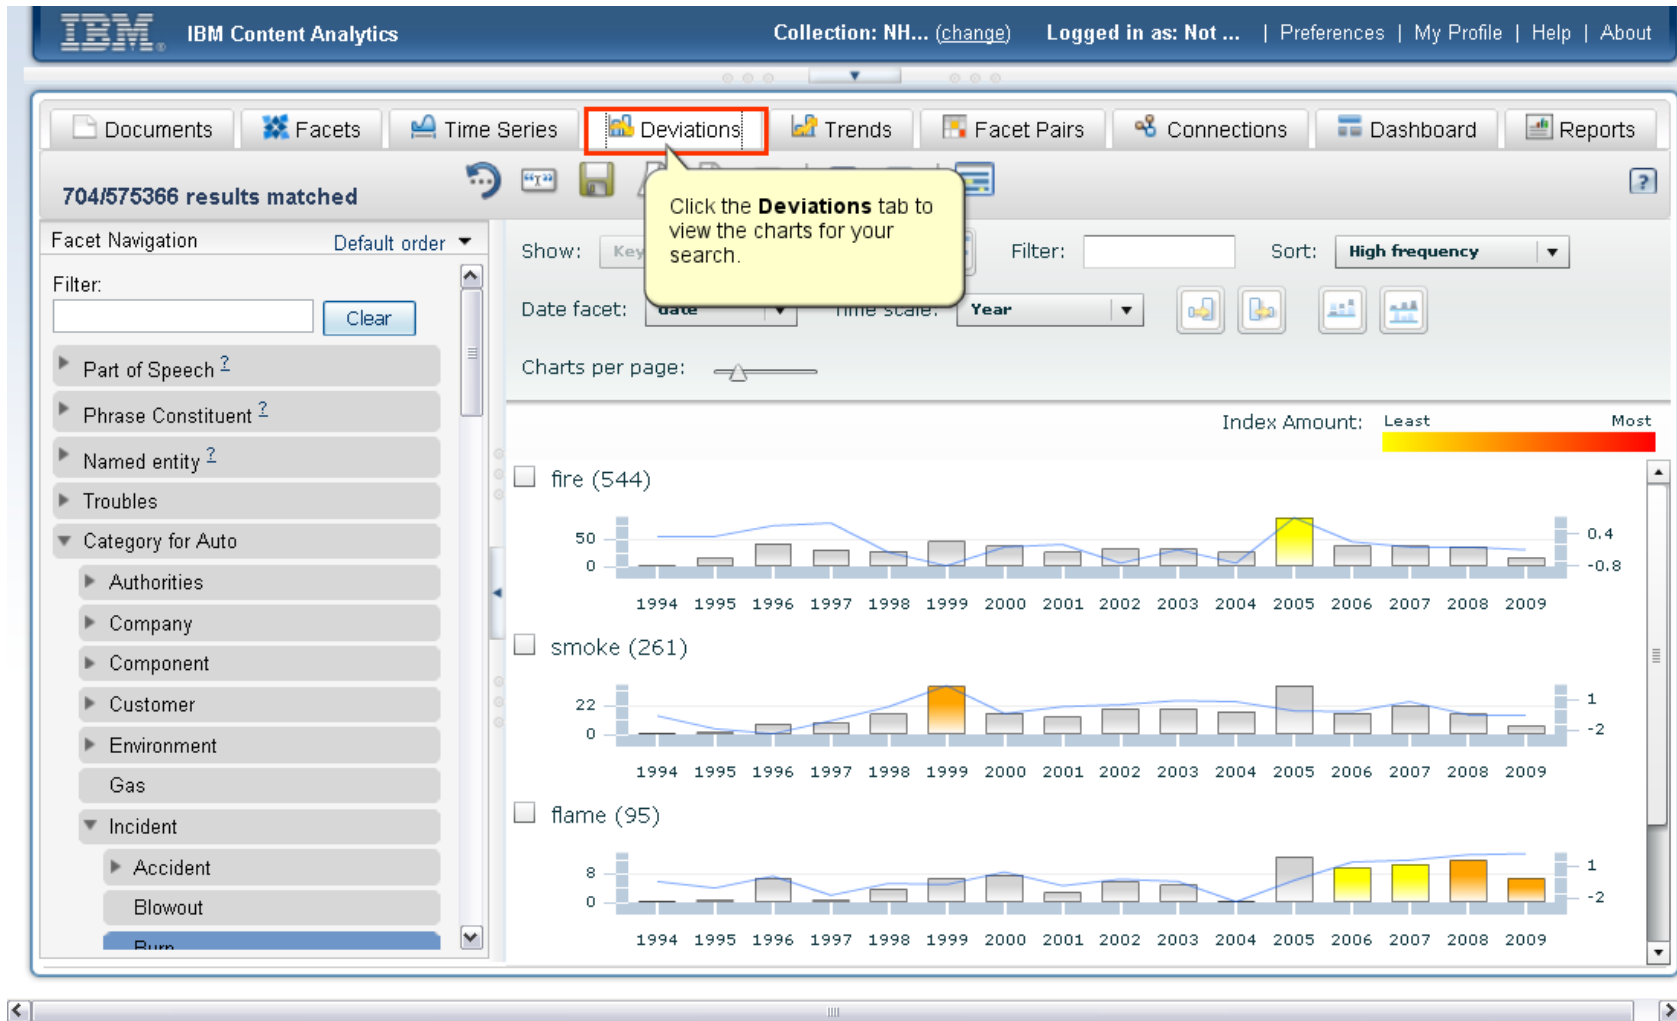 IBM IBM Content Analytics Collection: NH... (change) Logged in as: Not ... | Preferences | My Profile | Help | About
Documents Facets Time Series Deviations Trends Facet Pairs Connections Dashboard Reports
704/575366 results matched
Click the Deviations tab to
view the charts for your
search.
Facet Navigation Default order
Filter:
Clear
Part of Speech ?
Phrase Constituent ?
Named entity ?
Troubles
Category for Auto
Authorities
Company
Component
Customer
Environment
Gas
Incident
Accident
Blowout
Burn
Show: Key Filter: Sort: High frequency
Date facet: date Time scale: Year
Charts per page:
Index Amount: Least Most
fire (544)
50 0.4
0 -0.8
1994 1995 1996 1997 1998 1999 2000 2001 2002 2003 2004 2005 2006 2007 2008 2009
smoke (261)
22 1
0 -2
1994 1995 1996 1997 1998 1999 2000 2001 2002 2003 2004 2005 2006 2007 2008 2009
flame (95)
8 1
0 -2
1994 1995 1996 1997 1998 1999 2000 2001 2002 2003 2004 2005 2006 2007 2008 2009